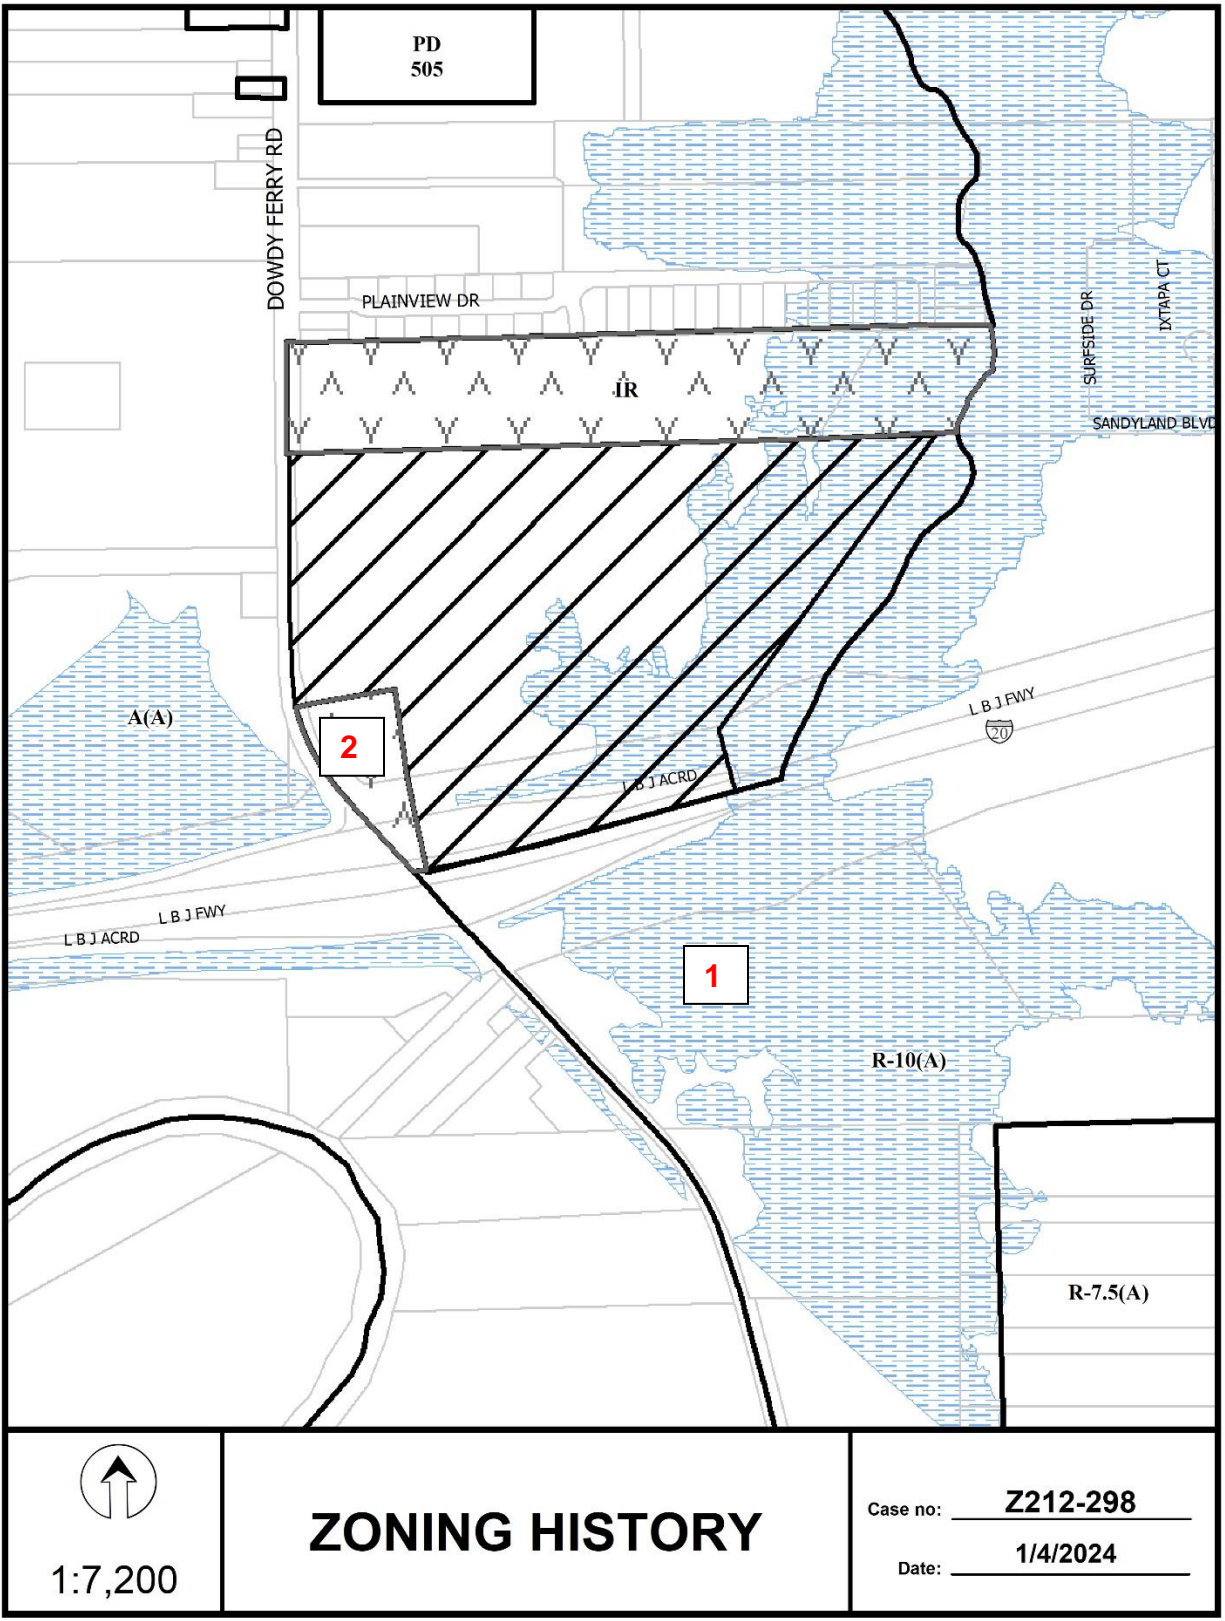 PD
505
DOWDY FERRY RD
PLAINVIEW DR
SURFSIDE DR
IXTAPA CT
IR
SANDYLAND BLVD
A(A)
2
L B J FWY
20
L B J ACRD
L B J FWY
L B J ACRD
1
R-10(A)
R-7.5(A)
1:7,200
ZONING HISTORY
Case no: Z212-298
Date: 1/4/2024